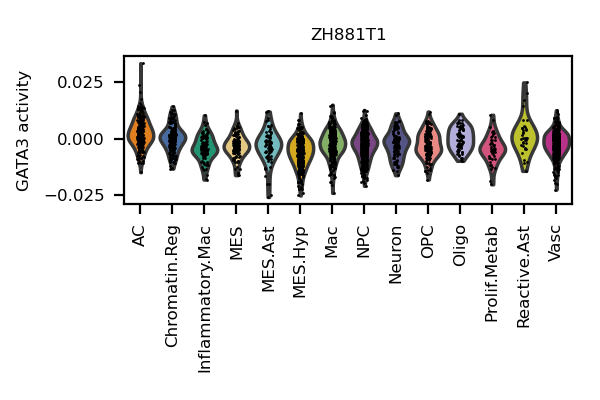 ZH881T1
GATA3 activity
0.025
0.000
−0.025
AC
Chromatin.Reg
Inflammatory.Mac
MES
MES.Ast
MES.Hyp
Mac
NPC
Neuron
OPC
Oligo
Prolif.Metab
Reactive.Ast
Vasc